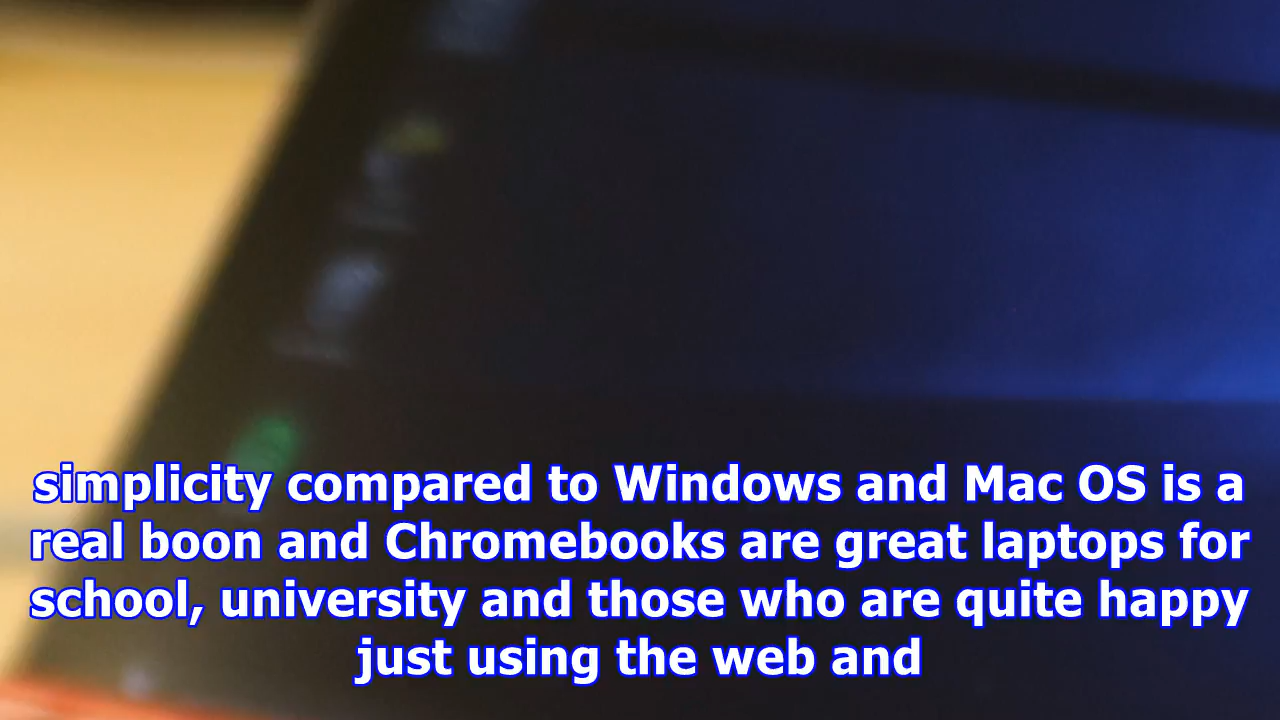 simplicity compared to Windows and Mac OS is a
real boon and Chromebooks are great laptops for
school, university and those who are quite happy
just using the web and